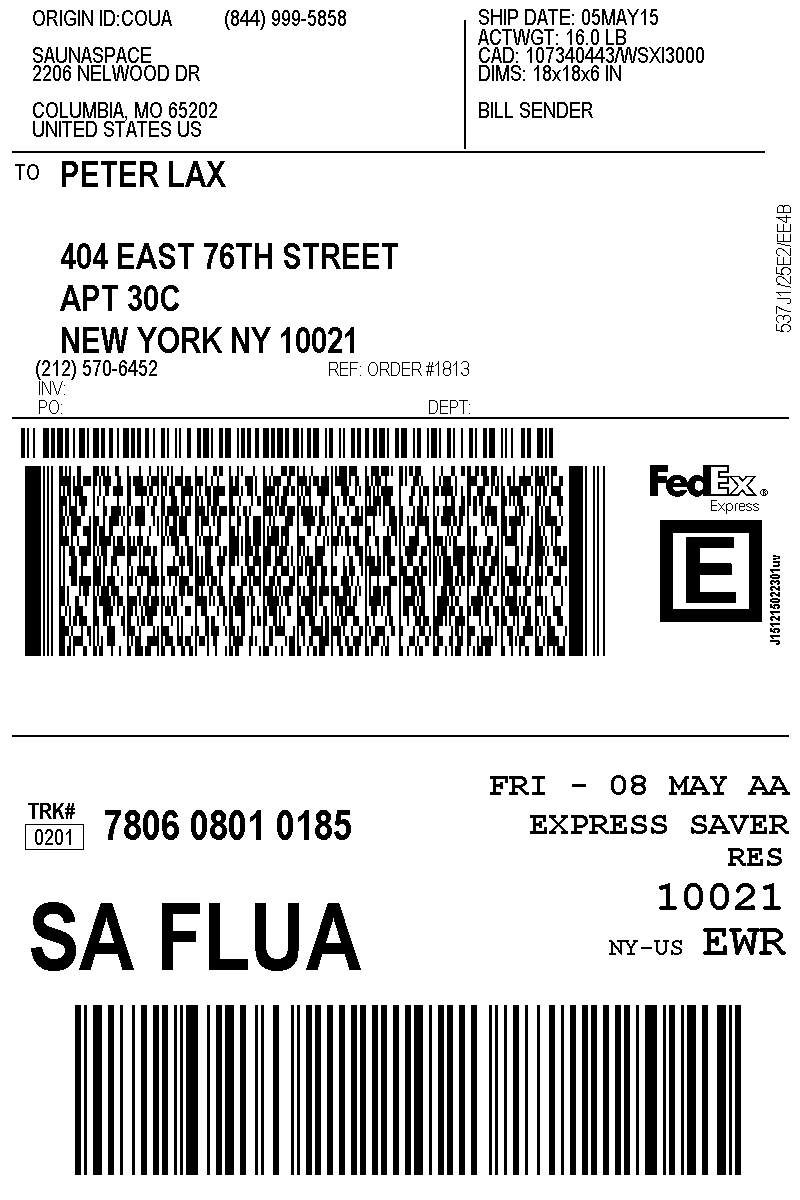 ORIGIN ID:COUA (844) 999-5858
SAUNASPACE
2206 NELWOOD DR
COLUMBIA, MO 65202
UNITED STATES US
SHIP DATE: 05MAY15
ACTWGT: 16.0 LB
CAD: 107340443/WSXI3000
DIMS: 18x18x6 IN
BILL SENDER
TO PETER LAX
404 EAST 76TH STREET
APT 30C
NEW YORK NY 10021
(212) 570-6452 REF: ORDER #1813
INV:
PO: DEPT:
537J1/25E2/EE4B
FedEx®
Express
E
J151215022301uv
FRI - 08 MAY AA
TRK#
0201
7806 0801 0185
EXPRESS SAVER
RES
10021
SA FLUA
NY-US EWR